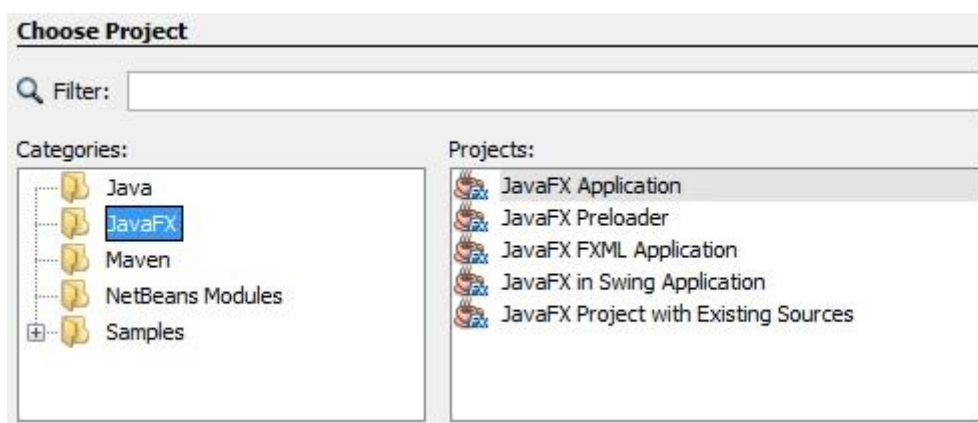 Choose Project
Filter:
Categories:
Projects:
Java
JavaFX
Maven
NetBeans Modules
Samples
JavaFX Application
JavaFX Preloader
JavaFX FXML Application
JavaFX in Swing Application
JavaFX Project with Existing Sources